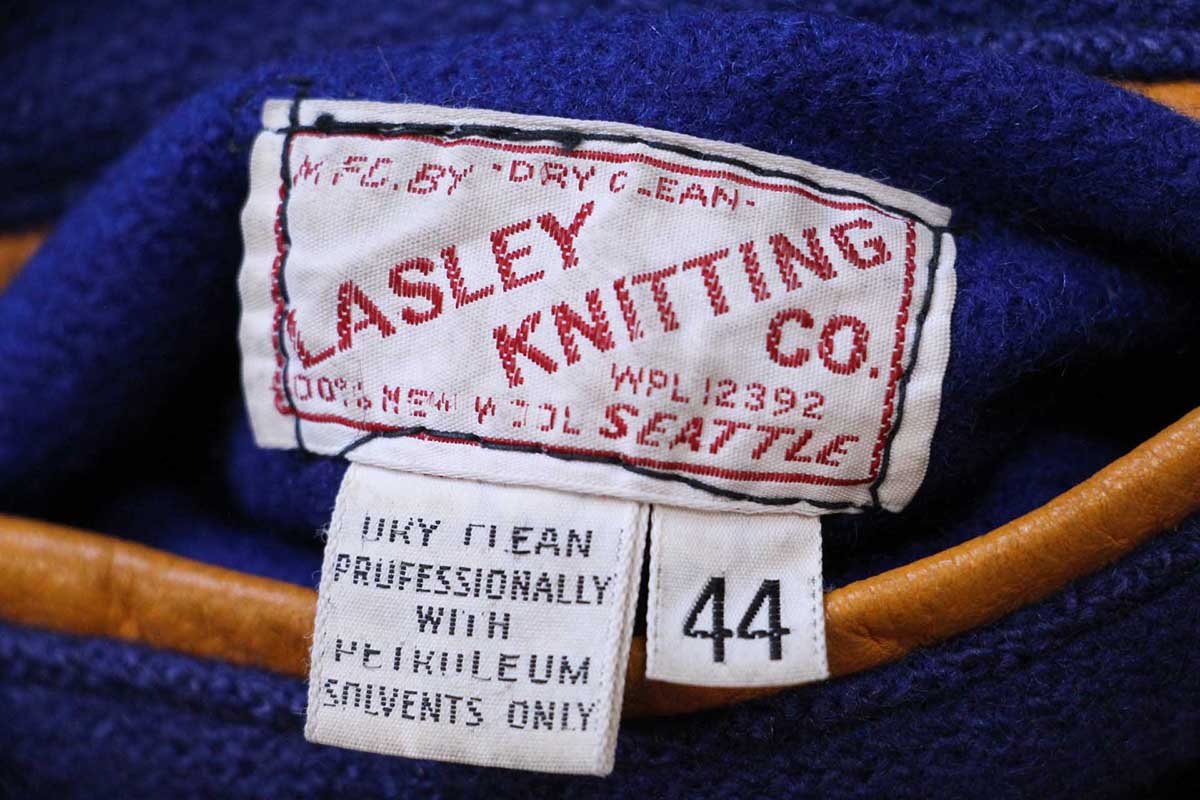 M'FG. BY "DRY CLEAN"
LASLEY
KNITTING
CO.
100% NEW WOOL
WPL 12392
SEATTLE
DRY CLEAN
PROFESSIONALLY
WITH
PETROLEUM
SOLVENTS ONLY
44